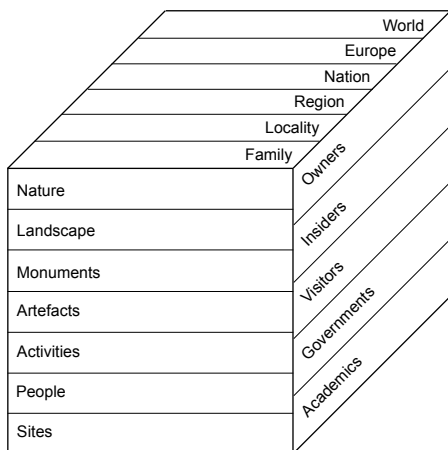 World
Europe
Nation
Region
Locality
Family
Owners
Insiders
Visitors
Governments
Academics
Nature
Landscape
Monuments
Artefacts
Activities
People
Sites